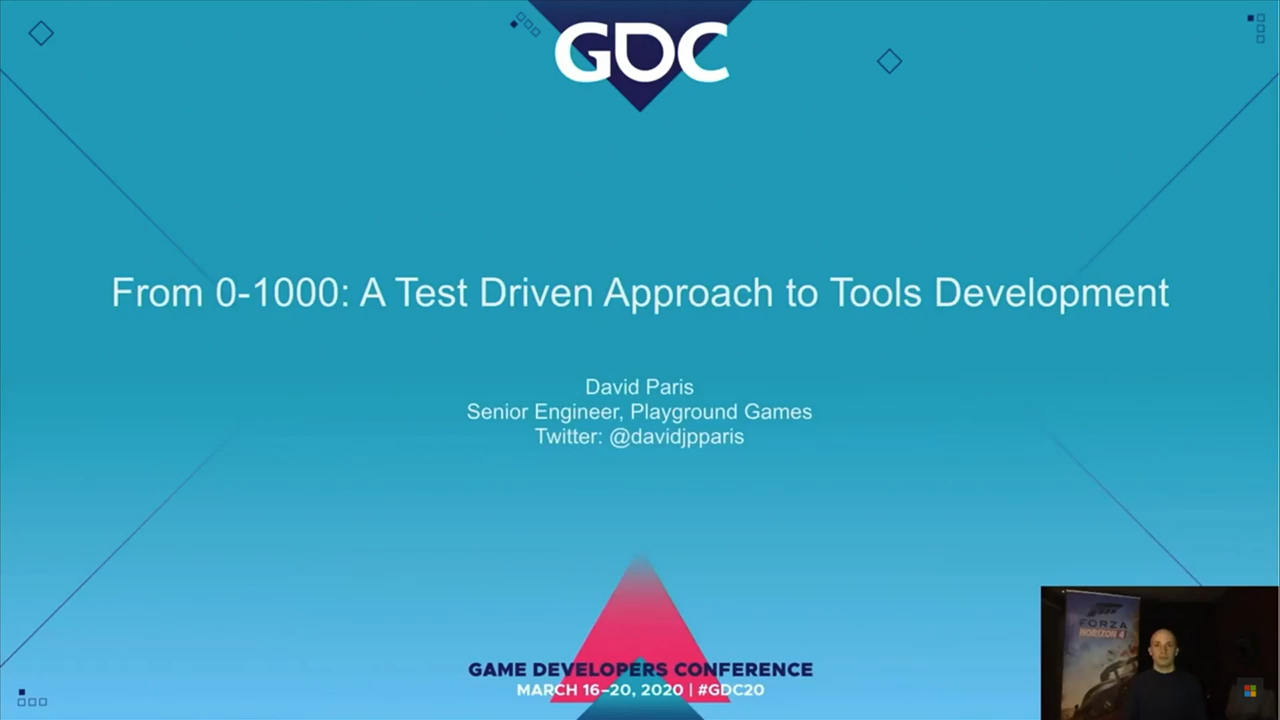 GDC
From 0-1000: A Test Driven Approach to Tools Development
David Paris
Senior Engineer, Playground Games
Twitter: @davidjpparis
GAME DEVELOPERS CONFERENCE
MARCH 16–20, 2020 | #GDC20
FORZA
HORIZON 4